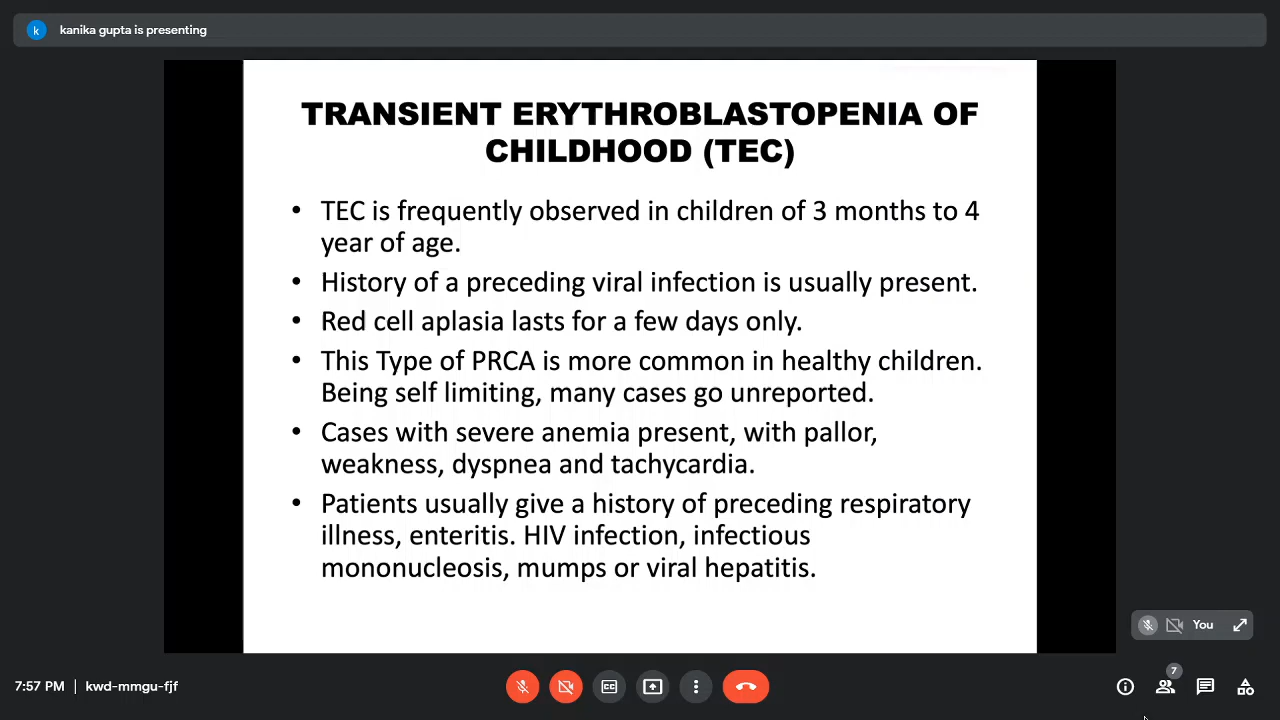 k
kanika gupta is presenting
TRANSIENT ERYTHROBLASTOPENIA OF
CHILDHOOD (TEC)
• TEC is frequently observed in children of 3 months to 4
year of age.
• History of a preceding viral infection is usually present.
• Red cell aplasia lasts for a few days only.
• This Type of PRCA is more common in healthy children.
Being self limiting, many cases go unreported.
• Cases with severe anemia present, with pallor,
weakness, dyspnea and tachycardia.
• Patients usually give a history of preceding respiratory
illness, enteritis. HIV infection, infectious
mononucleosis, mumps or viral hepatitis.
You
7:57 PM | kwd-mmgu-fjf
CC
7